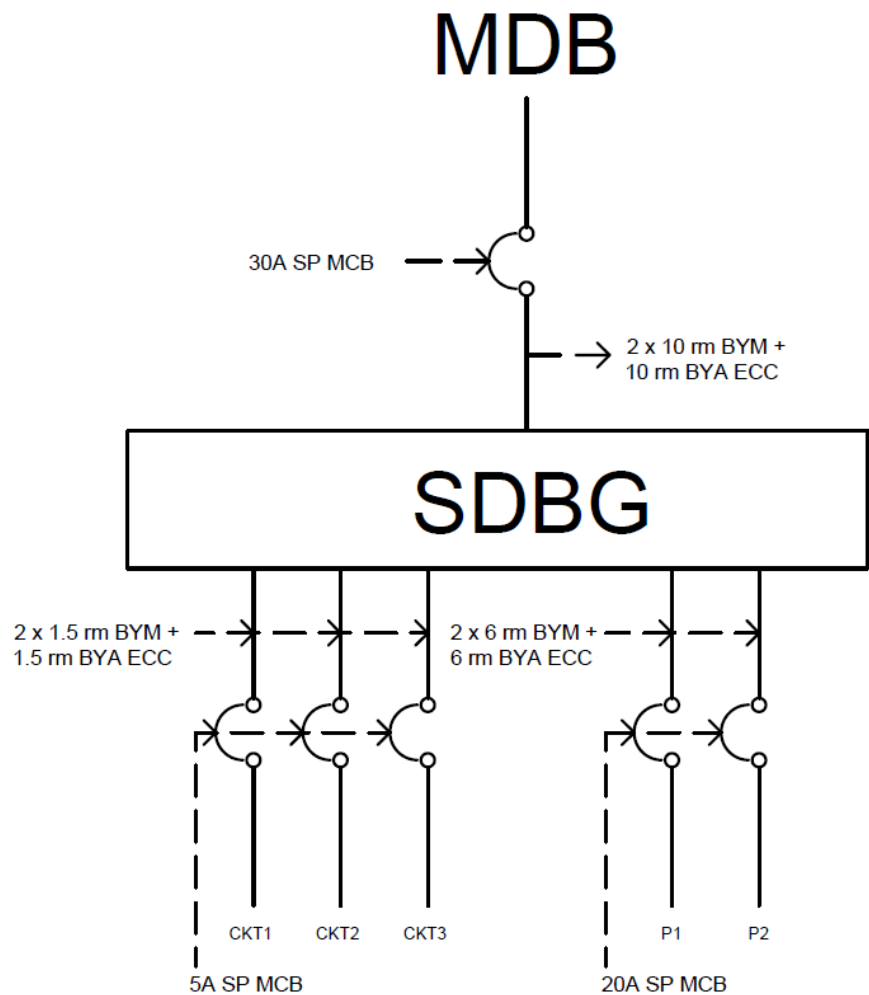 MDB
30A SP MCB
2 x 10 rm BYM +
10 rm BYA ECC
SDBG
2 x 1.5 rm BYM +
1.5 rm BYA ECC
2 x 6 rm BYM +
6 rm BYA ECC
CKT1
CKT2
CKT3
P1
P2
5A SP MCB
20A SP MCB